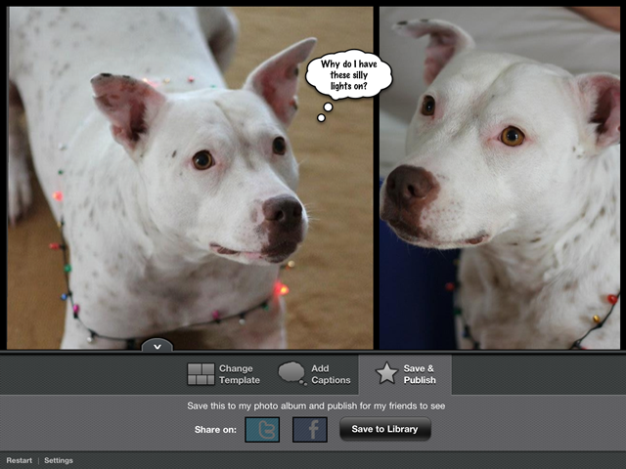 Why do I have
these silly
lights on?
Change
Template
Add
Captions
Save &
Publish
Save this to my photo album and publish for my friends to see
Share on:
Save to Library
Restart | Settings